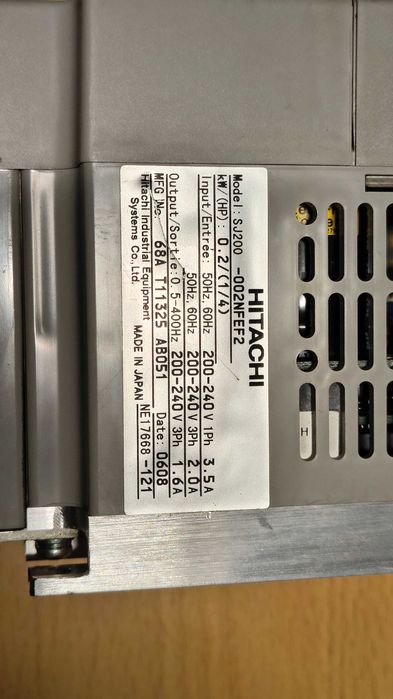 HITACHI
Model: SJ200 -002NFEF2
kW/(HP): 0.2/(1/4)
Input/Entree: 50Hz,60Hz 200-240V 1Ph 3.5A
50Hz,60Hz 200-240V 3Ph 2.0A
Output/Sortie: 0.5-400Hz 200-240V 3Ph 1.6A
MFG No. 68A T11325 AB051 Date: 0608
Hitachi Industrial Equipment
Systems Co., Ltd. MADE IN JAPAN NE17668-121
H